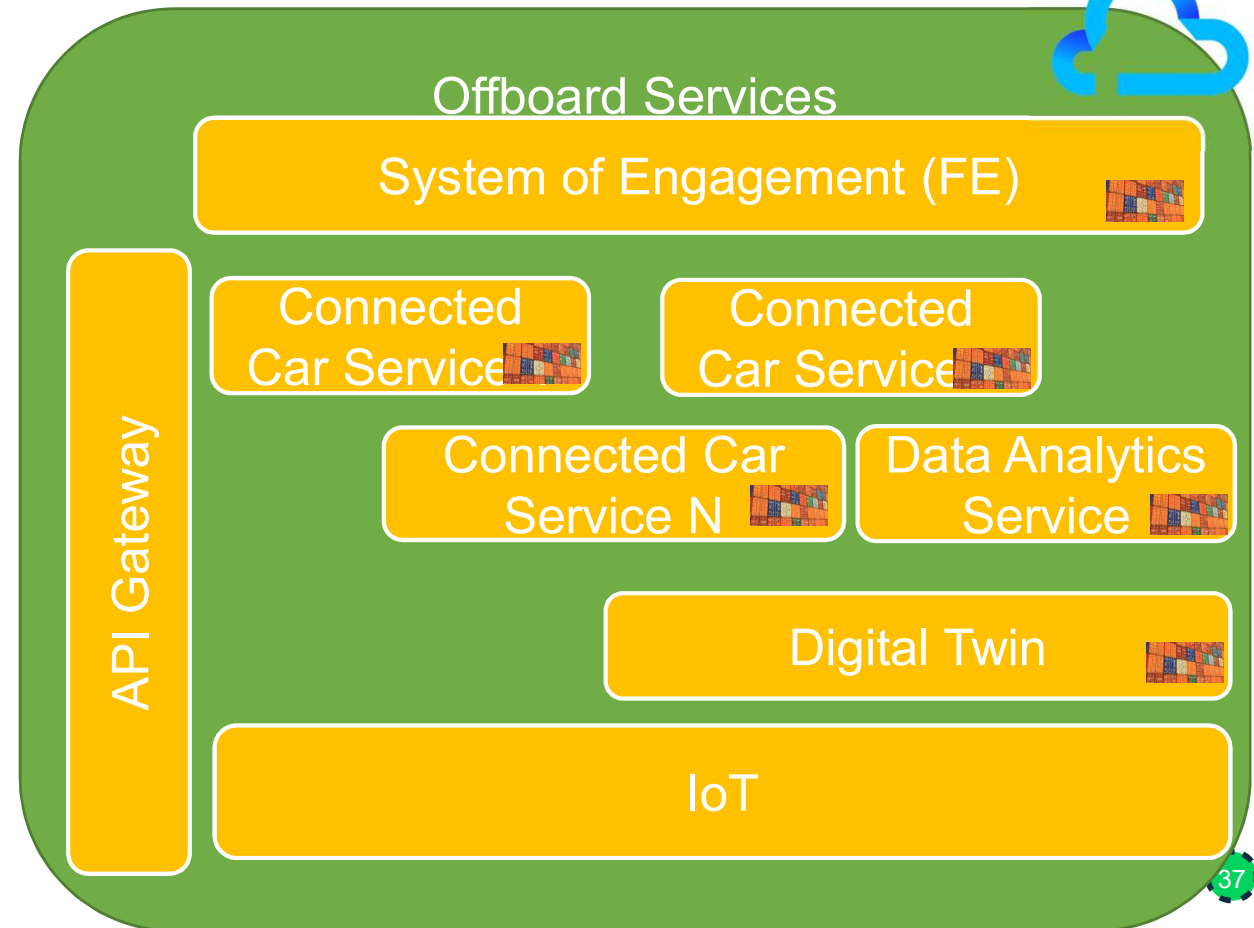 Offboard Services
System of Engagement (FE)
API Gateway
Connected
Car Service
Connected
Car Service
Connected Car
Service N
Data Analytics
Service
Digital Twin
IoT
37